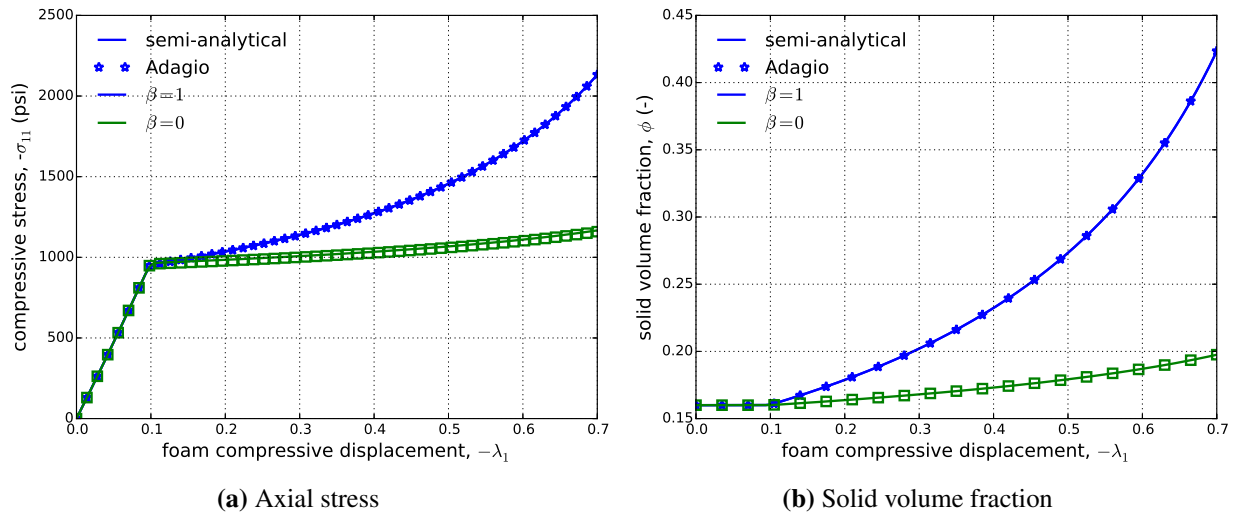 2500
2000
1500
1000
500
0
compressive stress, -σ₁₁ (psi)
semi-analytical
Adagio
β=1
β=0
0.0 0.1 0.2 0.3 0.4 0.5 0.6 0.7
foam compressive displacement, −λ₁
(a) Axial stress
0.45
0.40
0.35
0.30
0.25
0.20
0.15
solid volume fraction, ϕ (-)
semi-analytical
Adagio
β=1
β=0
0.0 0.1 0.2 0.3 0.4 0.5 0.6 0.7
foam compressive displacement, −λ₁
(b) Solid volume fraction